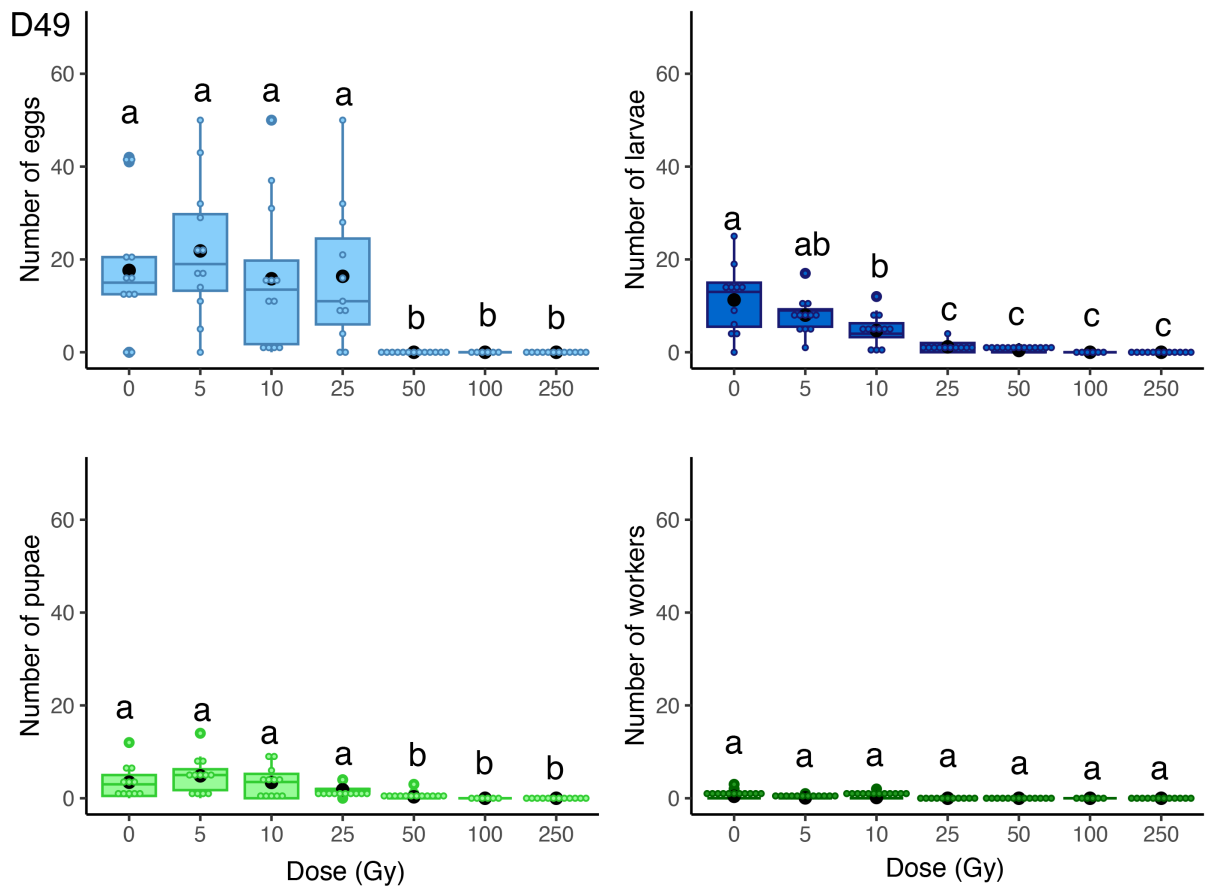 D49
Number of eggs
60
40
20
0
a a a a b b b
0 5 10 25 50 100 250
Number of larvae
60
40
20
0
a ab b c c c c
0 5 10 25 50 100 250
Number of pupae
60
40
20
0
a a a a b b b
0 5 10 25 50 100 250
Dose (Gy)
Number of workers
60
40
20
0
a a a a a a a
0 5 10 25 50 100 250
Dose (Gy)